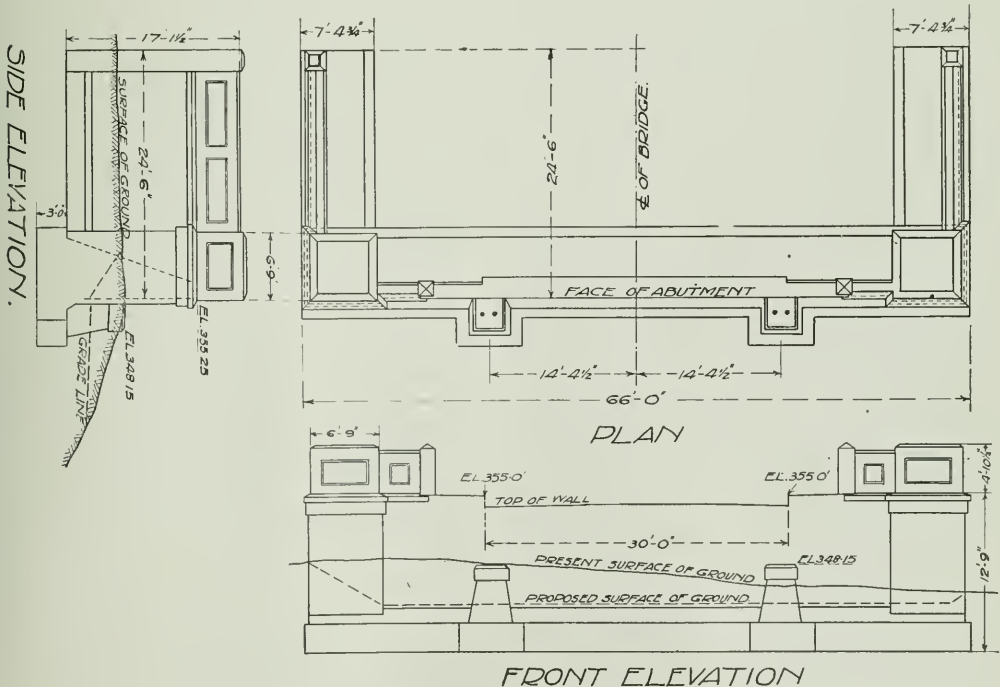 SIDE ELEVATION.
17'-1½"
SURFACE OF GROUND
24'-6"
3'-0"
6'-9"
EL.355.25
EL.348.15
GRADE LINE
7'-4¾"
7'-4¾"
24'-6"
℄ OF BRIDGE.
FACE OF ABUTMENT
14'-4½"
14'-4½"
66'-0"
PLAN
6'-9"
EL.355.0'
EL.355.0'
TOP OF WALL
4'-10½"
30'-0"
PRESENT SURFACE OF GROUND
EL.348.15
12'-9"
PROPOSED SURFACE OF GROUND
FRONT ELEVATION